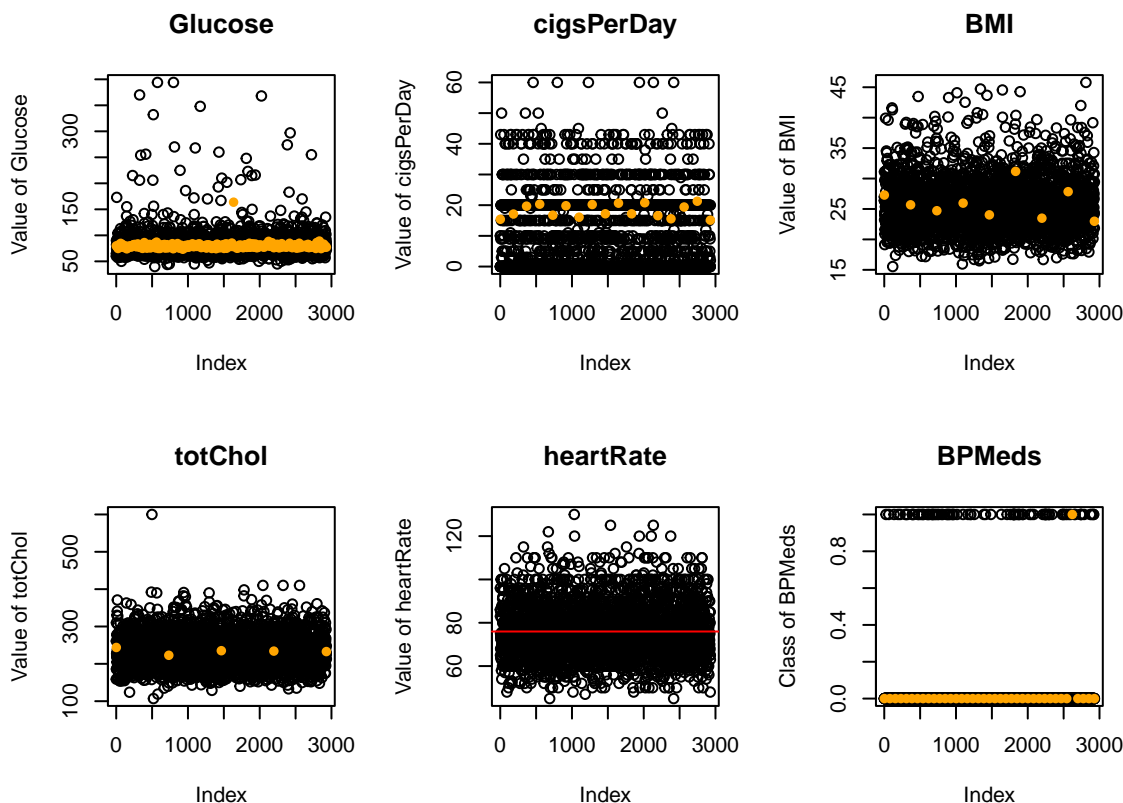 Glucose
Value of Glucose
50
150
300
0
1000
2000
3000
Index
cigsPerDay
Value of cigsPerDay
0
20
40
60
0
1000
2000
3000
Index
BMI
Value of BMI
15
25
35
45
0
1000
2000
3000
Index
totChol
Value of totChol
100
300
500
0
1000
2000
3000
Index
heartRate
Value of heartRate
60
80
100
120
0
1000
2000
3000
Index
BPMeds
Class of BPMeds
0.0
0.4
0.8
0
1000
2000
3000
Index